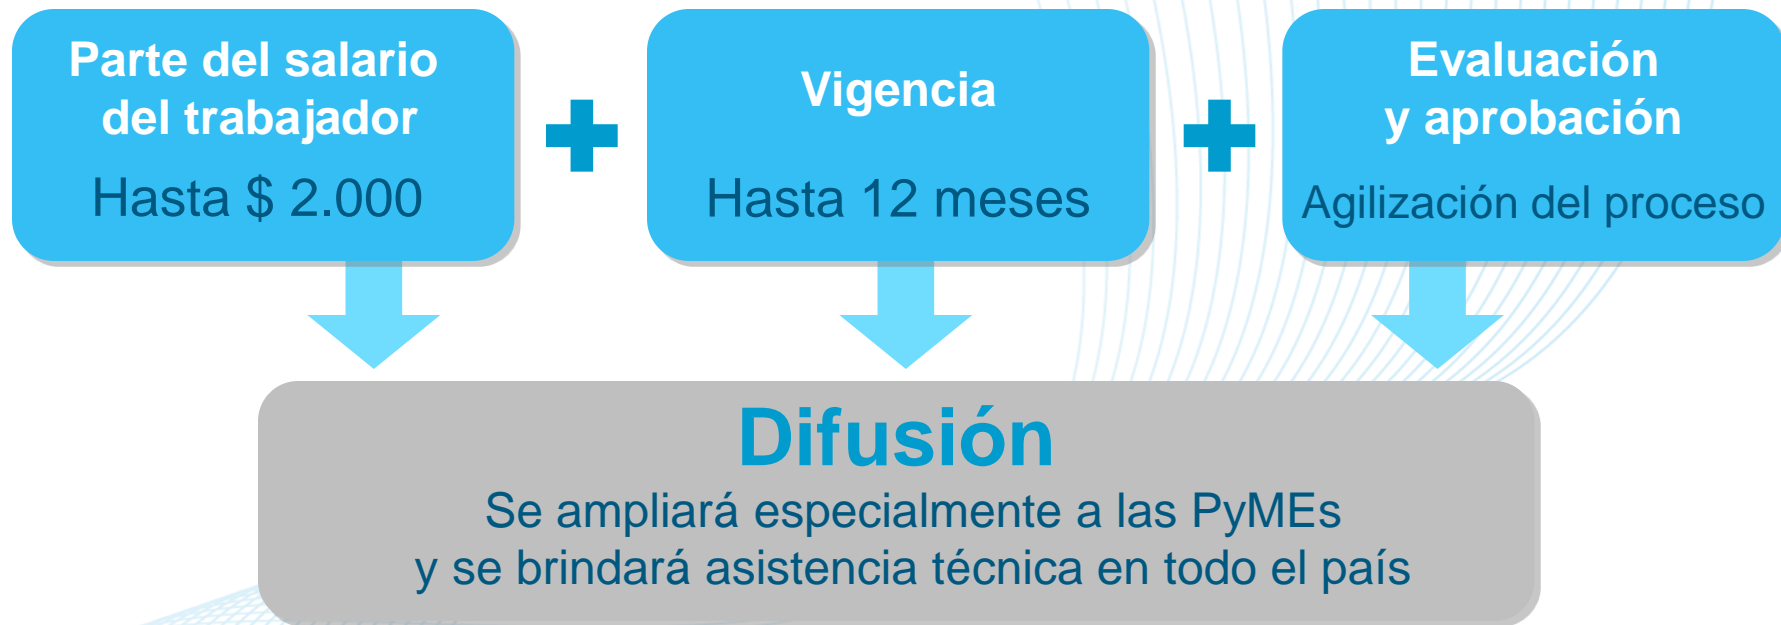 Parte del salario
del trabajador
Hasta $ 2.000
Vigencia
Hasta 12 meses
Evaluación
y aprobación
Agilización del proceso
Difusión
Se ampliará especialmente a las PyMEs
y se brindará asistencia técnica en todo el país